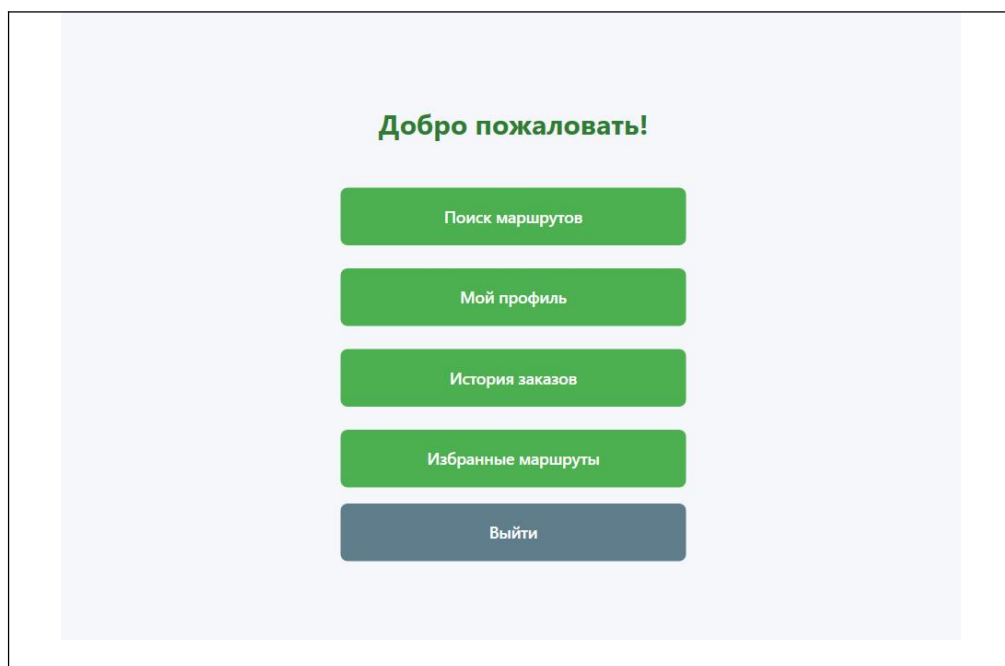 Добро пожаловать!
Поиск маршрутов
Мой профиль
История заказов
Избранные маршруты
Выйти